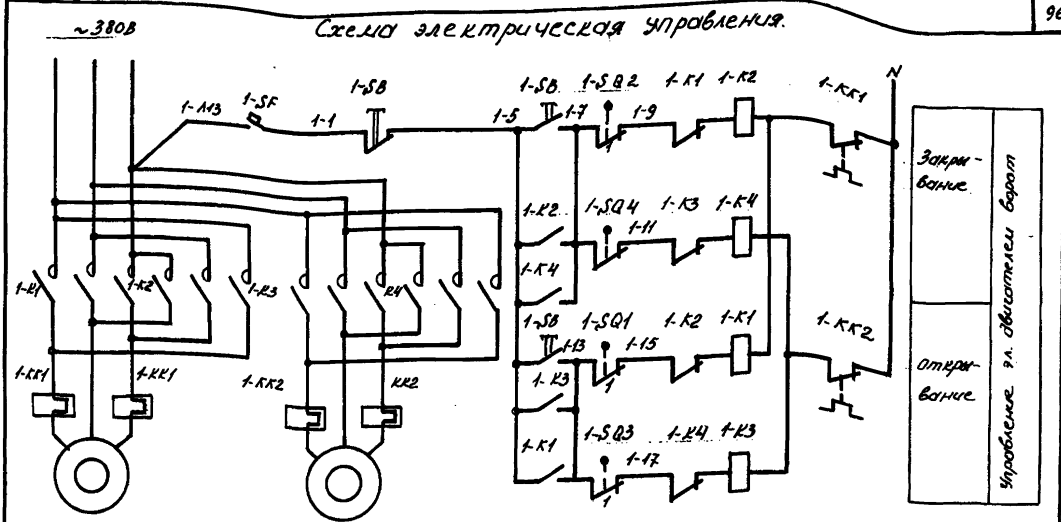 96
Схема электрическая управления.
~380В
1-А13
1-SF
1-1
1-SB
1-5
1-SB
1-7
1-SQ2
1-9
1-К1
1-К2
1-КК1
N
1
1-К2
1-SQ4
1-11
1-К3
1-К4
1-К4
1-К1
1-К2
1-К3
К4
1-SB
1-13
1-SQ1
1-15
1-К2
1-К1
1-КК2
1
1-К3
1-КК1
1-КК1
1-КК2
КК2
1-К1
1-SQ3
1-17
1-К4
1-К3
1
Закры-
вание
откры-
вание
Управление эл. двигателем ворот